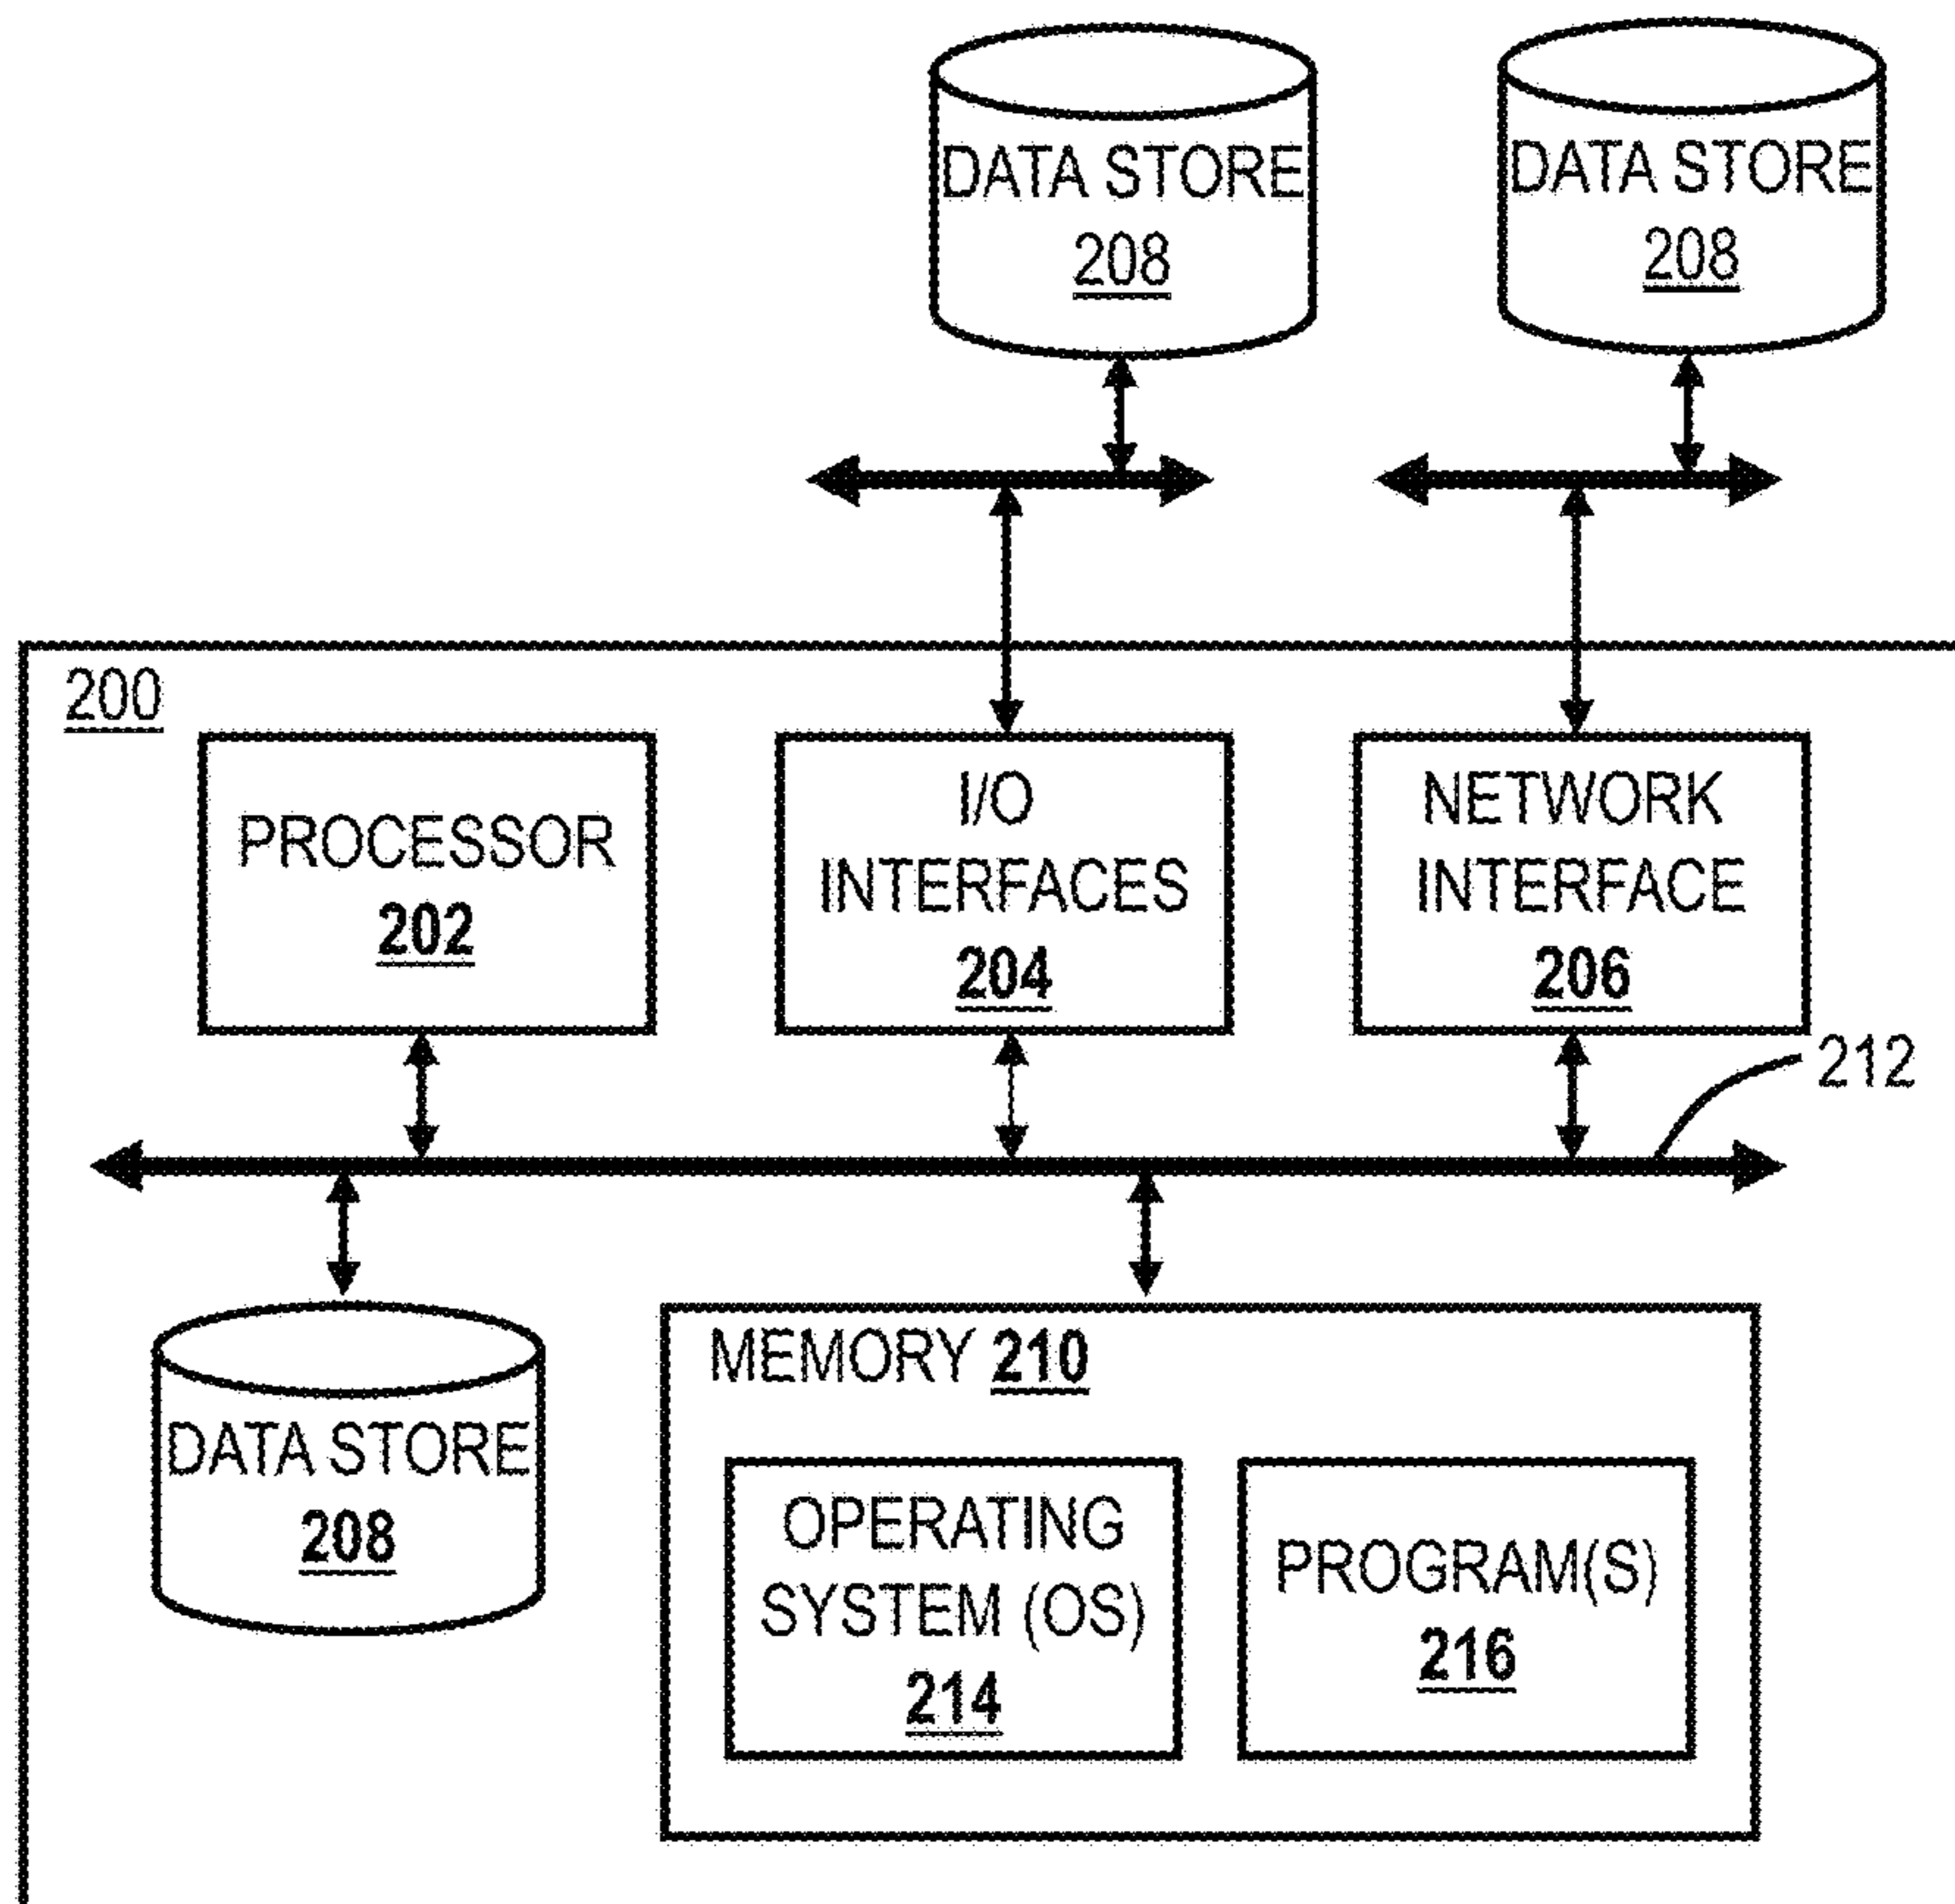 DATA STORE
208
DATA STORE
208
200
PROCESSOR
202
I/O
INTERFACES
204
NETWORK
INTERFACE
206
212
DATA STORE
208
MEMORY 210
OPERATING
SYSTEM (OS)
214
PROGRAM(S)
216